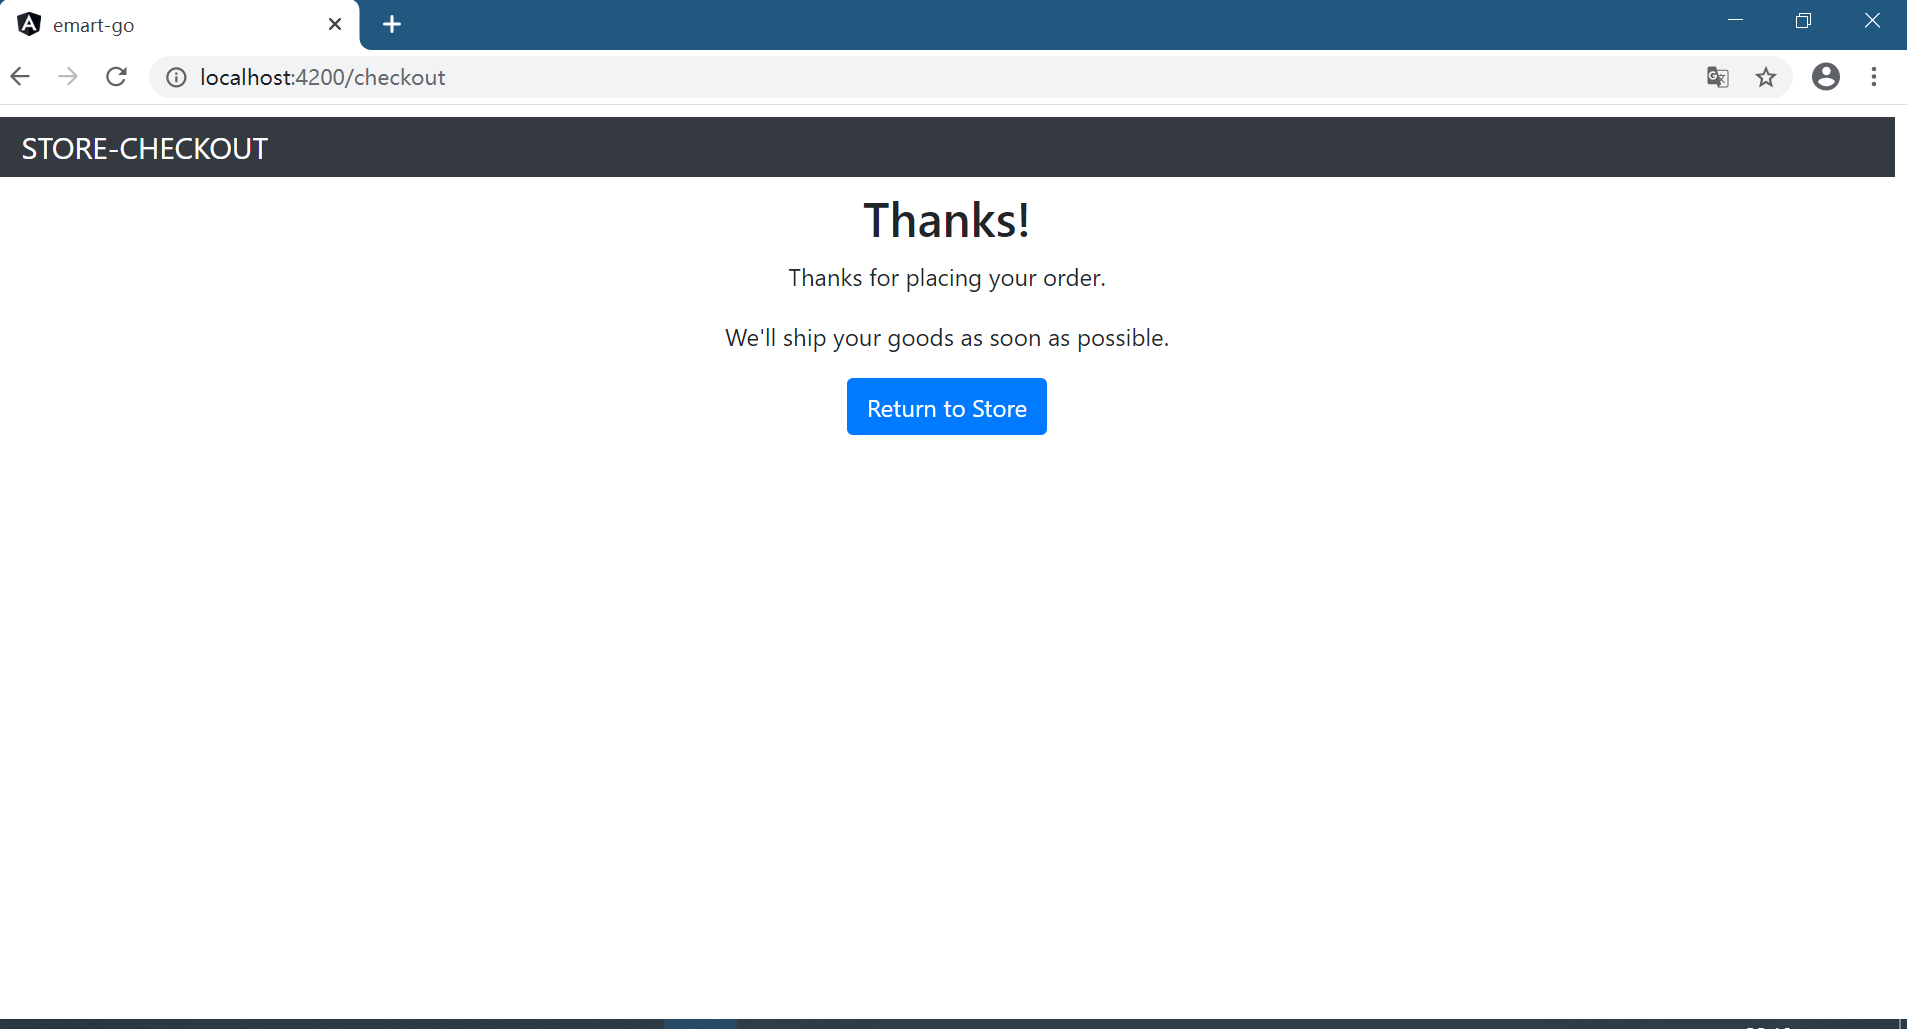 emart-go
localhost:4200/checkout
STORE-CHECKOUT
Thanks!
Thanks for placing your order.
We'll ship your goods as soon as possible.
Return to Store